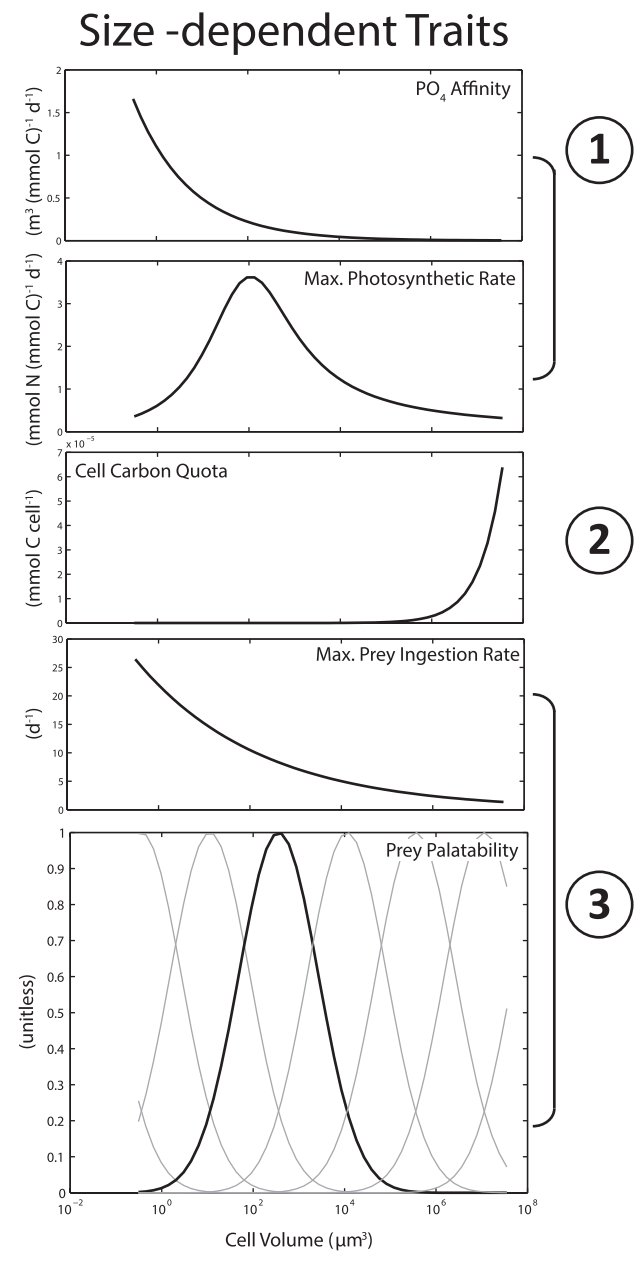 Size -dependent Traits
PO4 Affinity
(m³ (mmol C)⁻¹ d⁻¹)
2
1.5
1
0.5
0
1
Max. Photosynthetic Rate
(mmol N (mmol C)⁻¹ d⁻¹)
4
3
2
1
0
x 10⁻⁵
Cell Carbon Quota
(mmol C cell⁻¹)
7
6
5
4
3
2
1
0
2
Max. Prey Ingestion Rate
(d⁻¹)
30
25
20
15
10
5
0
Prey Palatability
(unitless)
1
0.9
0.8
0.7
0.6
0.5
0.4
0.3
0.2
0.1
0
3
10⁻² 10⁰ 10² 10⁴ 10⁶ 10⁸
Cell Volume (µm³)